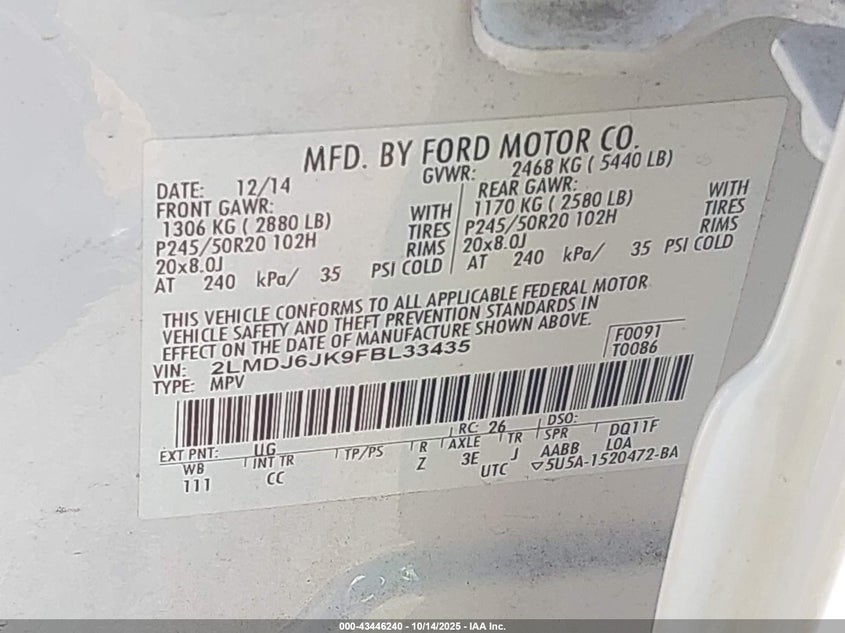 MFD. BY FORD MOTOR CO.
DATE: 12/14 GVWR: 2468 KG ( 5440 LB)
FRONT GAWR: REAR GAWR:
1306 KG ( 2880 LB) WITH 1170 KG ( 2580 LB) WITH
P245/50R20 102H TIRES P245/50R20 102H TIRES
20x8.0J RIMS 20x8.0J RIMS
AT 240 kPa/ 35 PSI COLD AT 240 kPa/ 35 PSI COLD
THIS VEHICLE CONFORMS TO ALL APPLICABLE FEDERAL MOTOR
VEHICLE SAFETY AND THEFT PREVENTION STANDARDS IN
EFFECT ON THE DATE OF MANUFACTURE SHOWN ABOVE.
VIN: 2LMDJ6JK9FBL33435 F0091
TYPE: MPV T0086
EXT PNT: UG RC: 26 DSO:
WB INT TR TP/PS R AXLE TR SPR DQ11F
111 CC Z 3E J AABB LOA
UTC ▽5U5A-1520472-BA
000-43446240 - 10/14/2025 - IAA Inc.